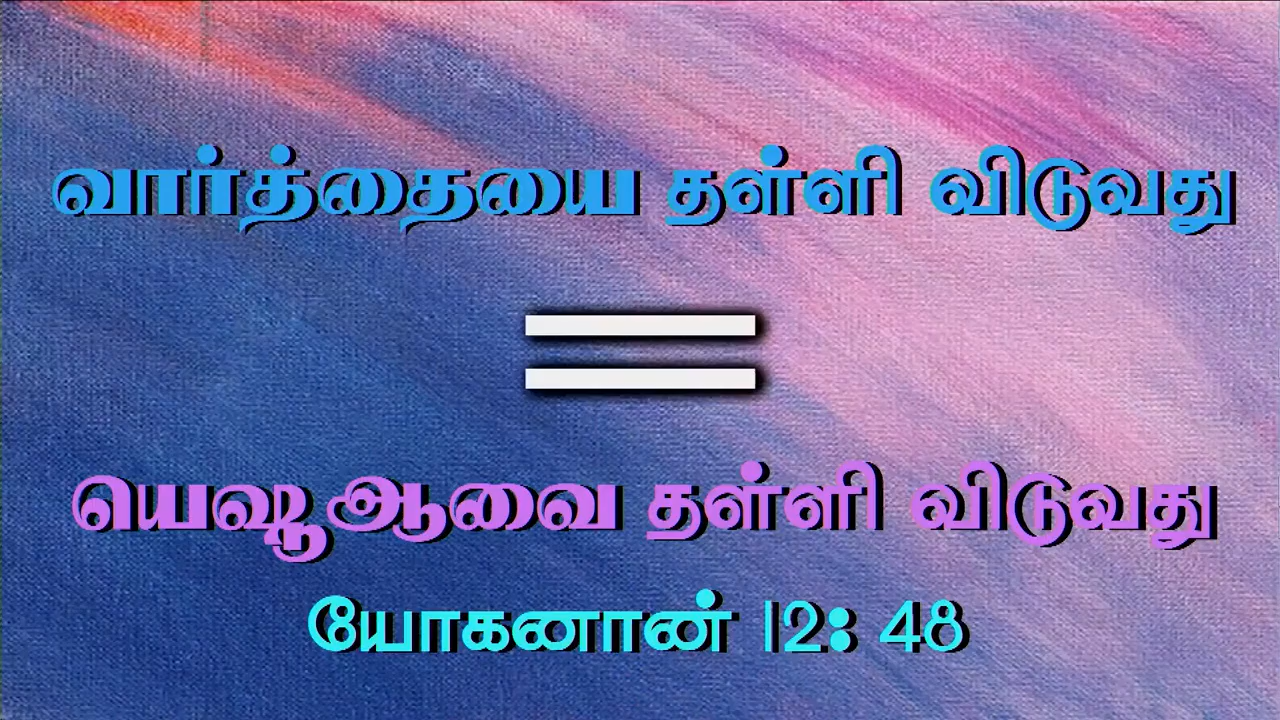 வார்த்தையை தள்ளி விடுவது
=
யெஷூஆவை தள்ளி விடுவது
யோகனான் 12: 48